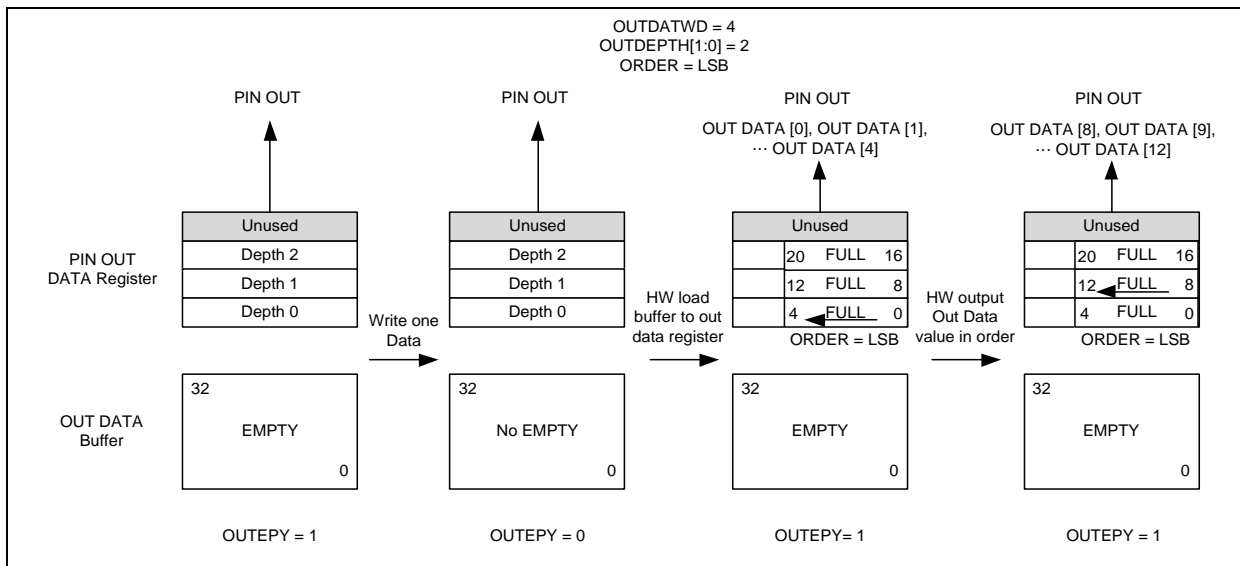 OUTDATWD = 4
OUTDEPTH[1:0] = 2
ORDER = LSB
PIN OUT
PIN OUT
PIN OUT
PIN OUT
OUT DATA [0], OUT DATA [1],
··· OUT DATA [4]
OUT DATA [8], OUT DATA [9],
··· OUT DATA [12]
PIN OUT
DATA Register
Unused
Depth 2
Depth 1
Depth 0
Write one
Data
Unused
Depth 2
Depth 1
Depth 0
HW load
buffer to out
data register
Unused
20 FULL 16
12 FULL 8
4 FULL 0
ORDER = LSB
HW output
Out Data
value in order
Unused
20 FULL 16
12 FULL 8
4 FULL 0
ORDER = LSB
OUT DATA
Buffer
32
EMPTY
0
32
No EMPTY
0
32
EMPTY
0
32
EMPTY
0
OUTEPY = 1
OUTEPY = 0
OUTEPY= 1
OUTEPY = 1